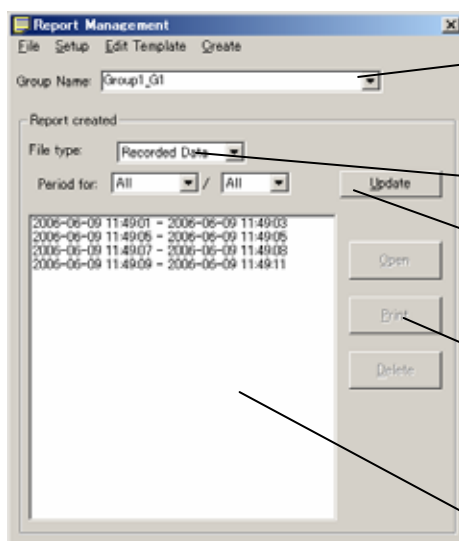 Report Management
File Setup Edit Template Create
Group Name: Group1_G1
Report created
File type: Recorded Data
Period for: All / All Update
2006-06-09 11:49:01 - 2006-06-09 11:49:03
2006-06-09 11:49:05 - 2006-06-09 11:49:05
2006-06-09 11:49:07 - 2006-06-09 11:49:08
2006-06-09 11:49:09 - 2006-06-09 11:49:11
Open
Print
Delete